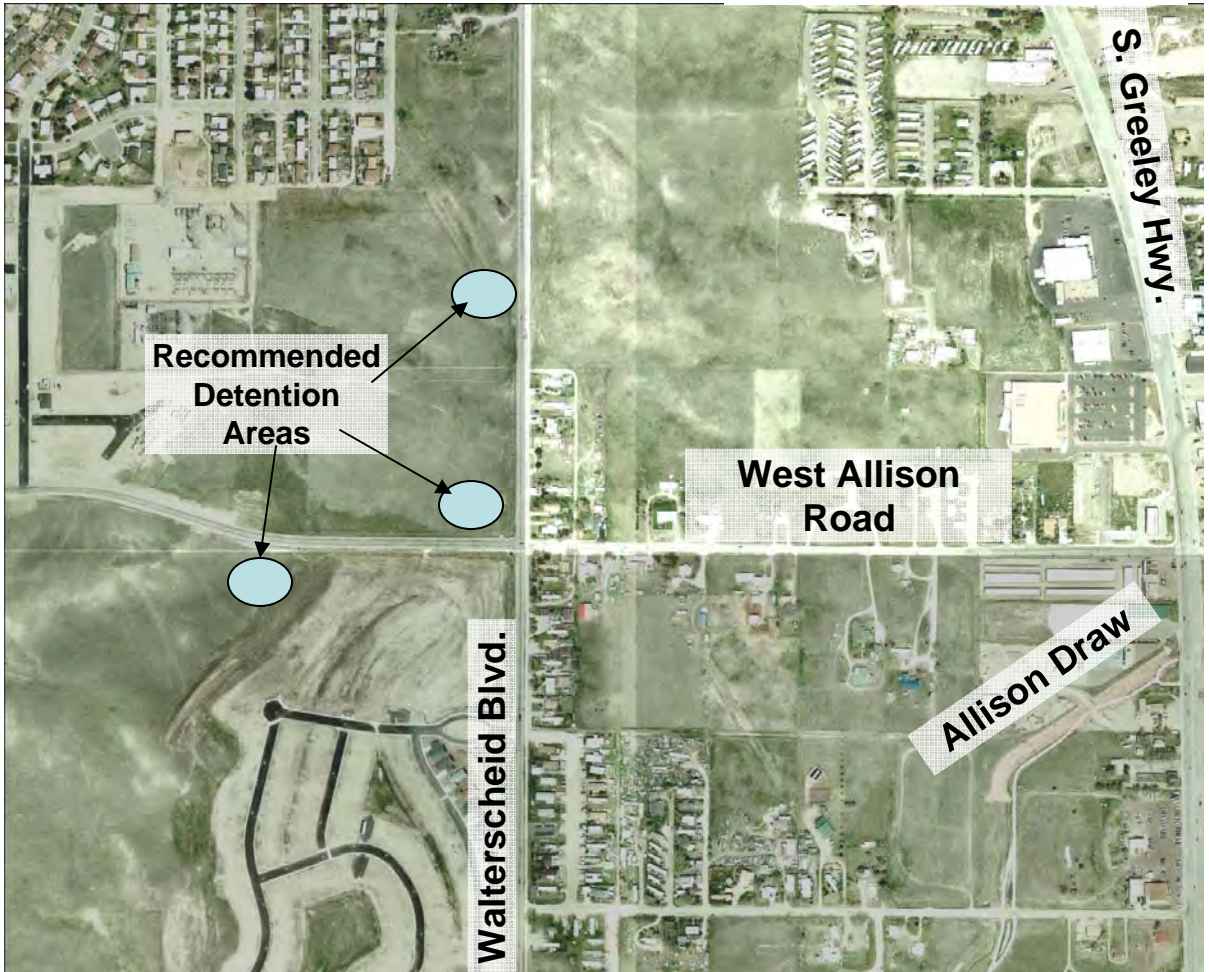 S. Greeley Hwy.
Recommended
Detention
Areas
West Allison
Road
Allison Draw
Walterscheid Blvd.